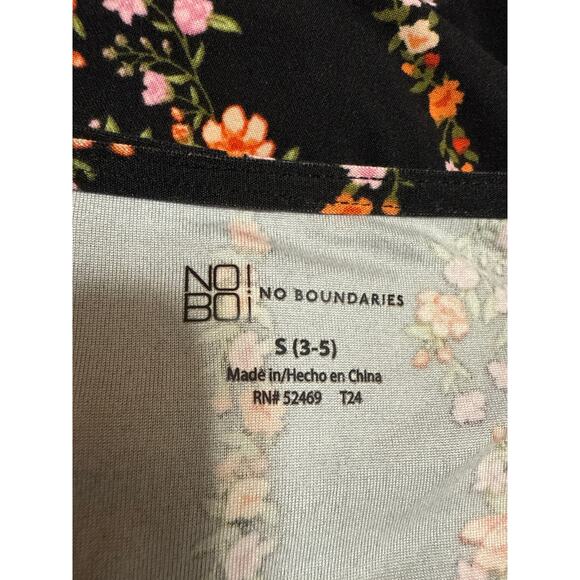 NO!
BO! NO BOUNDARIES
S (3-5)
Made in/Hecho en China
RN# 52469 T24